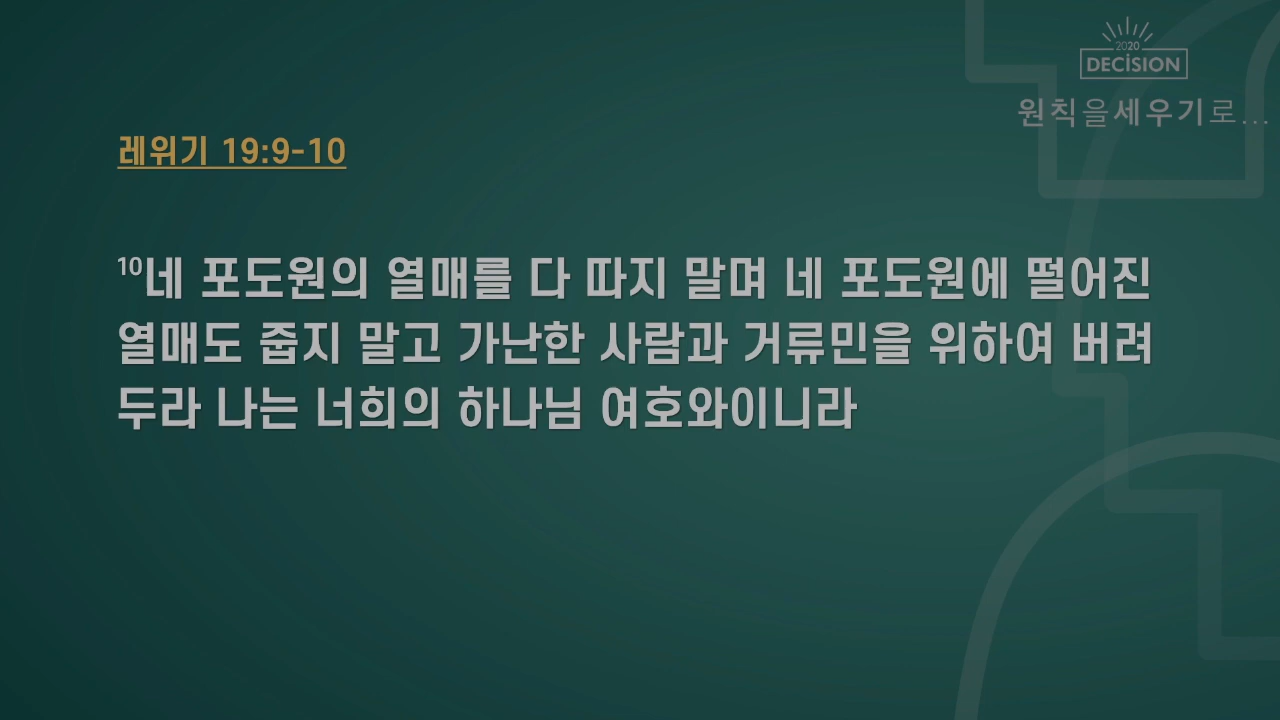 2020
DECISION
원칙을세우기로...
레위기 19:9-10
10네 포도원의 열매를 다 따지 말며 네 포도원에 떨어진
열매도 줍지 말고 가난한 사람과 거류민을 위하여 버려
두라 나는 너희의 하나님 여호와이니라